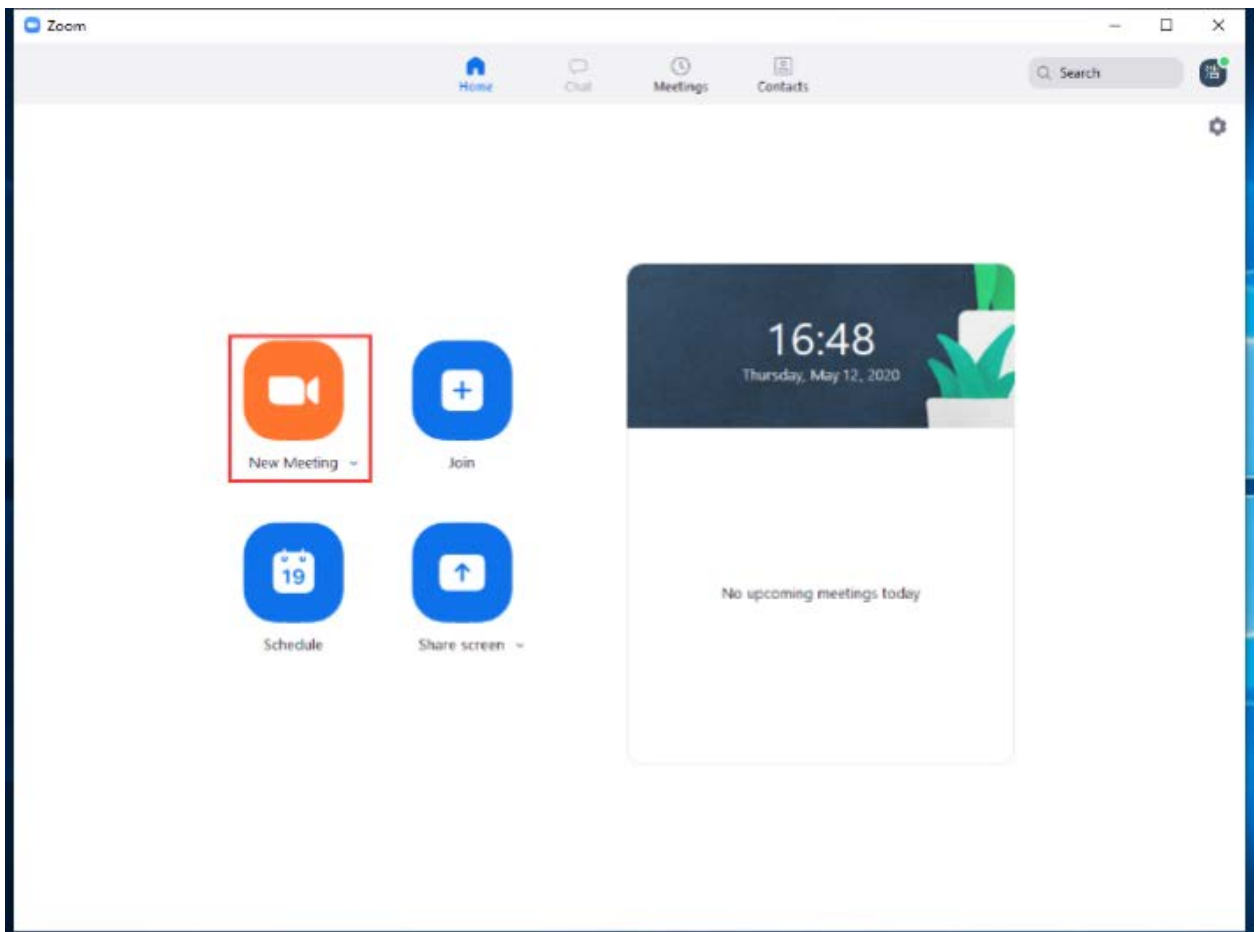 Zoom
Home
Chat
Meetings
Contacts
Search
浩
16:48
Thursday, May 12, 2020
New Meeting
Join
19
Schedule
Share screen
No upcoming meetings today